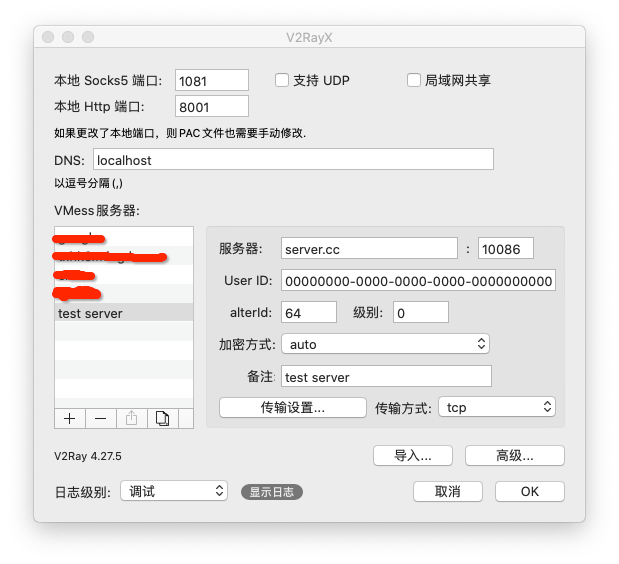 V2RayX
本地 Socks5 端口: 1081 支持 UDP 局域网共享
本地 Http 端口: 8001
如果更改了本地端口，则PAC文件也需要手动修改.
DNS: localhost
以逗号分隔(,)
VMess服务器:
服务器: server.cc : 10086
User ID: 00000000-0000-0000-0000-0000000000
test server
alterId: 64 级别: 0
加密方式: auto
备注: test server
传输设置... 传输方式: tcp
V2Ray 4.27.5 导入... 高级...
日志级别: 调试 显示日志 取消 OK